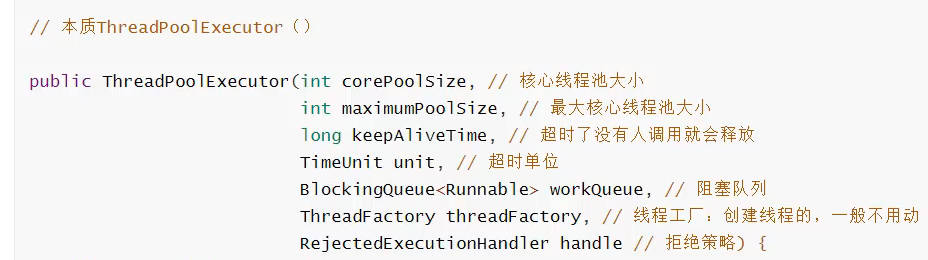 // 本质ThreadPoolExecutor（）
public ThreadPoolExecutor(int corePoolSize, // 核心线程池大小
int maximumPoolSize, // 最大核心线程池大小
long keepAliveTime, // 超时了没有人调用就会释放
TimeUnit unit, // 超时单位
BlockingQueue<Runnable> workQueue, // 阻塞队列
ThreadFactory threadFactory, // 线程工厂：创建线程的，一般不用动
RejectedExecutionHandler handle // 拒绝策略) {